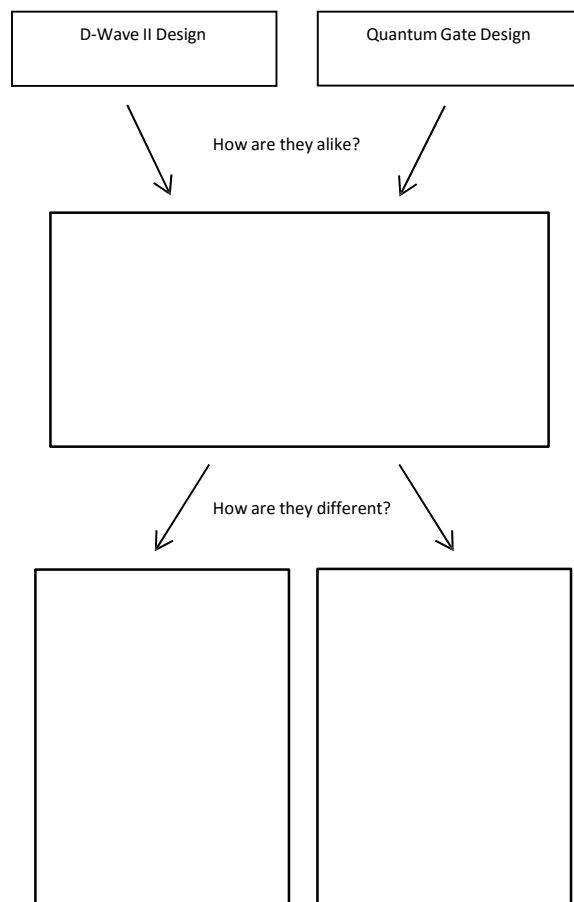 D-Wave II Design
Quantum Gate Design
How are they alike?
How are they different?